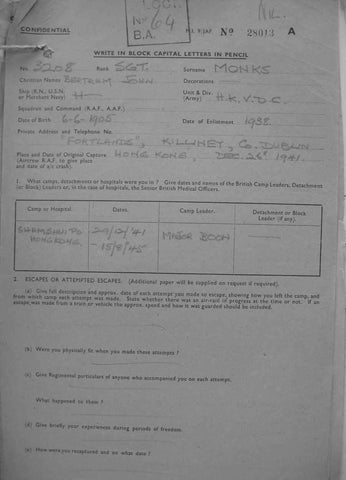 CONFIDENTIAL
No 64
B.A.
M.I. 9/JAP No 28013 A
WRITE IN BLOCK CAPITAL LETTERS IN PENCIL
No. 3208 Rank SGT. Surname MONKS
Christian Names BERTRAM JOHN Decorations
Ship (R.N., U.S.N. or Merchant Navy) Unit & Div. (Army) H.K.V.D.C.
Squadron and Command (R.A.F., A.A.F.)
Date of Birth 6-6-1905 Date of Enlistment 1938
Private Address and Telephone No.
"FORTLANDS", KILLINEY, Co. DUBLIN
Place and Date of Original Capture HONG KONG, DEC. 25th 1941.
(Aircrew R.A.F. to give place
and date of a/c crash).
1. What camps, detachments or hospitals were you in ? Give dates and names of the British Camp Leaders, Detachment
(or Block) Leaders or, in the case of hospitals, the Senior British Medical Officers.
Camp or Hospital. Dates. Camp Leader. Detachment or Block Leader (if any).
SHAMSHUI PO 29/12/41 MAJOR BOON
HONGKONG. - 15/8/45
2. ESCAPES OR ATTEMPTED ESCAPES. (Additional paper will be supplied on request if required).
(a) Give full description and approx. date of each attempt you made to escape, showing how you left the camp, and
from which camp each attempt was made. State whether there was an air-raid in progress at the time or not. If an
escape was made from a train or vehicle the approx. speed and how it was guarded should be included.
(b) Were you physically fit when you made these attempts ?
(c) Give Regimental particulars of anyone who accompanied you on each attempt.
What happened to them ?
(d) Give briefly your experiences during periods of freedom.
(e) How were you recaptured and on what date ?